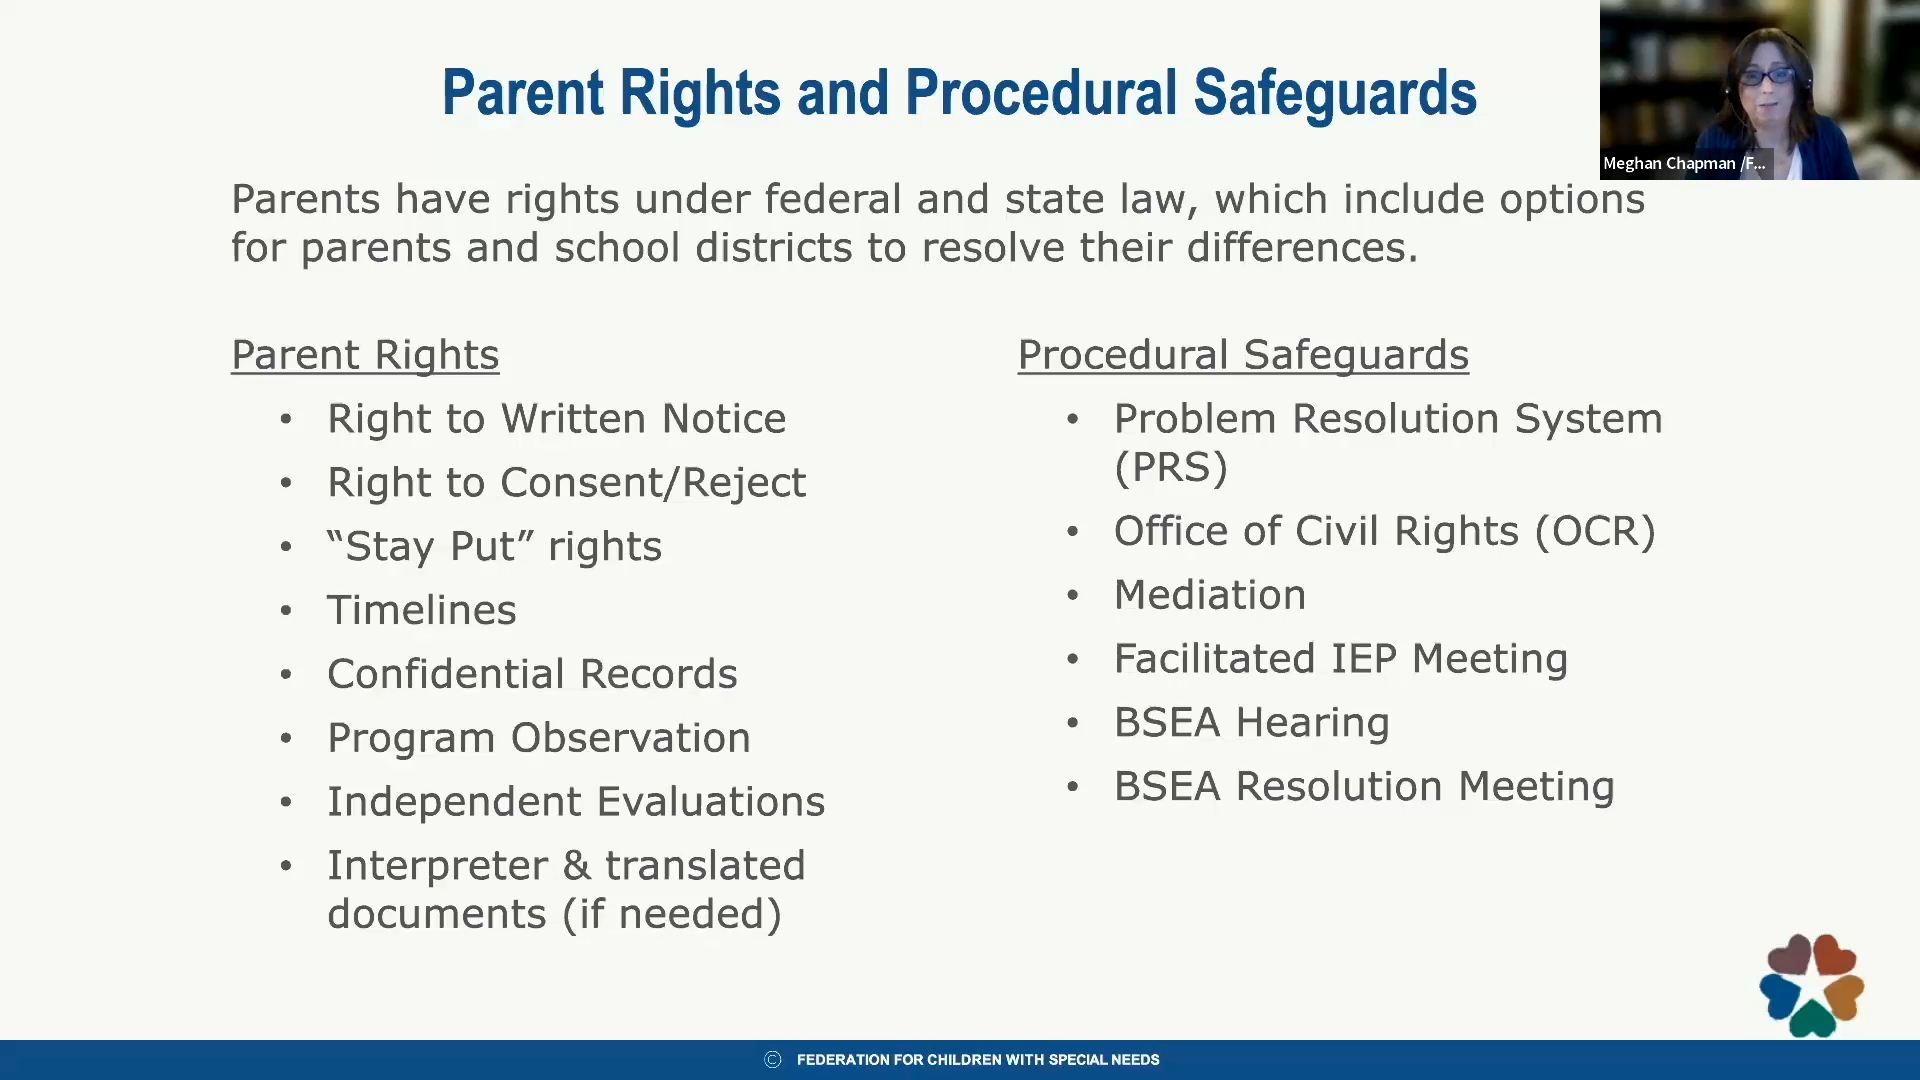 Parent Rights and Procedural Safeguards
Meghan Chapman /F...
Parents have rights under federal and state law, which include options
for parents and school districts to resolve their differences.
Parent Rights
• Right to Written Notice
• Right to Consent/Reject
• “Stay Put” rights
• Timelines
• Confidential Records
• Program Observation
• Independent Evaluations
• Interpreter & translated
documents (if needed)
Procedural Safeguards
• Problem Resolution System
(PRS)
• Office of Civil Rights (OCR)
• Mediation
• Facilitated IEP Meeting
• BSEA Hearing
• BSEA Resolution Meeting
© FEDERATION FOR CHILDREN WITH SPECIAL NEEDS